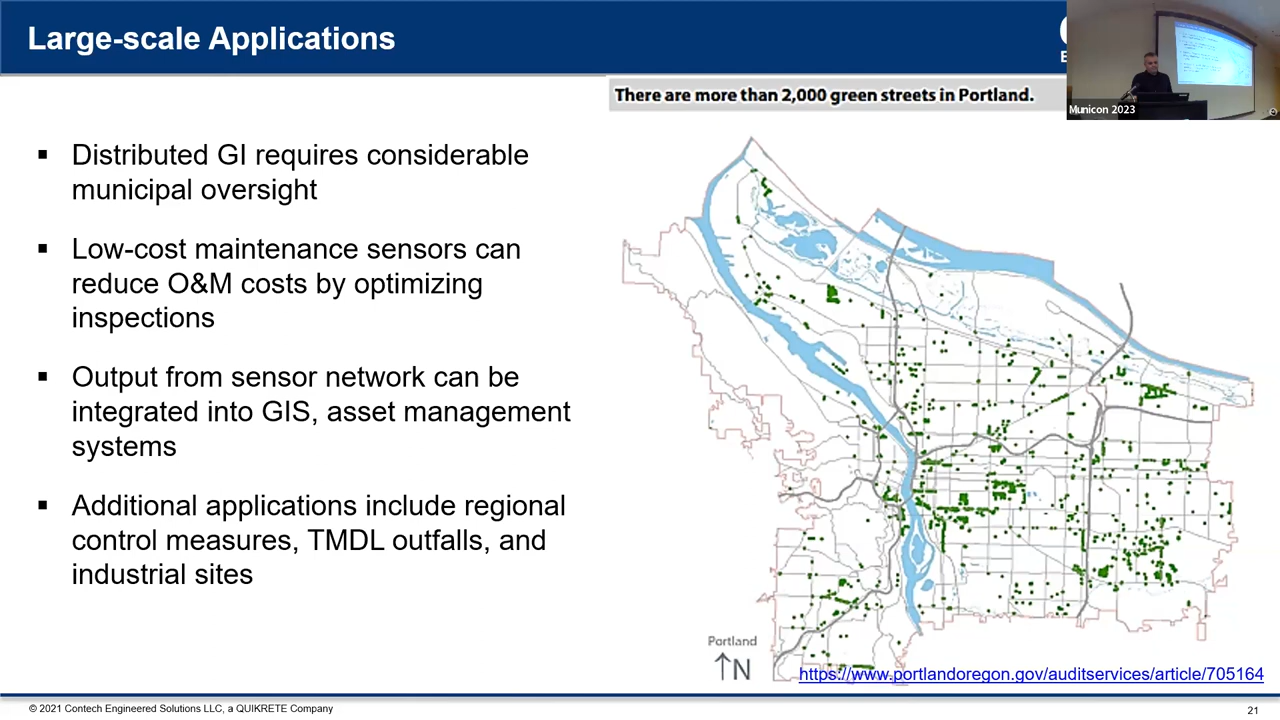 Large-scale Applications
Municon 2023
There are more than 2,000 green streets in Portland.
▪ Distributed GI requires considerable
municipal oversight
▪ Low-cost maintenance sensors can
reduce O&M costs by optimizing
inspections
▪ Output from sensor network can be
integrated into GIS, asset management
systems
▪ Additional applications include regional
control measures, TMDL outfalls, and
industrial sites
Portland
↑N
https://www.portlandoregon.gov/auditservices/article/705164
© 2021 Contech Engineered Solutions LLC, a QUIKRETE Company
21